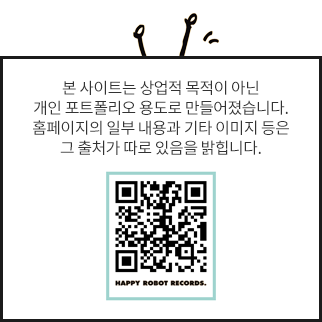 본 사이트는 상업적 목적이 아닌
개인 포트폴리오 용도로 만들어졌습니다.
홈페이지의 일부 내용과 기타 이미지 등은
그 출처가 따로 있음을 밝힙니다.
HAPPY ROBOT RECORDS.